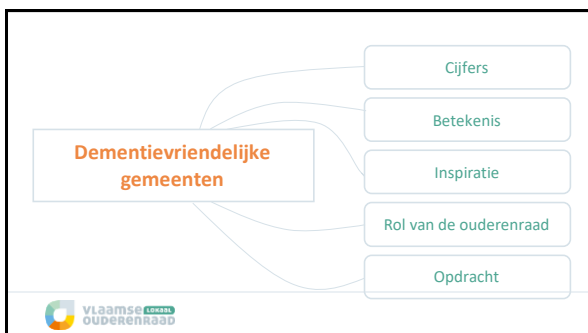 Dementievriendelijke
gemeenten
Cijfers
Betekenis
Inspiratie
Rol van de ouderenraad
Opdracht
VLAAMSE LOKAAL
OUDERENRAAD